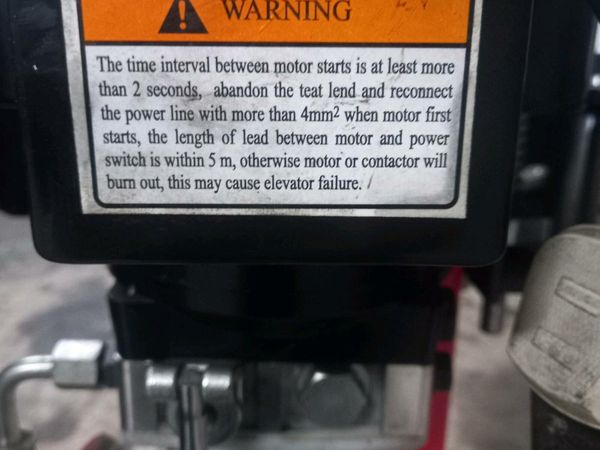 WARNING
The time interval between motor starts is at least more
than 2 seconds, abandon the teat lend and reconnect
the power line with more than 4mm² when motor first
starts, the length of lead between motor and power
switch is within 5 m, otherwise motor or contactor will
burn out, this may cause elevator failure.